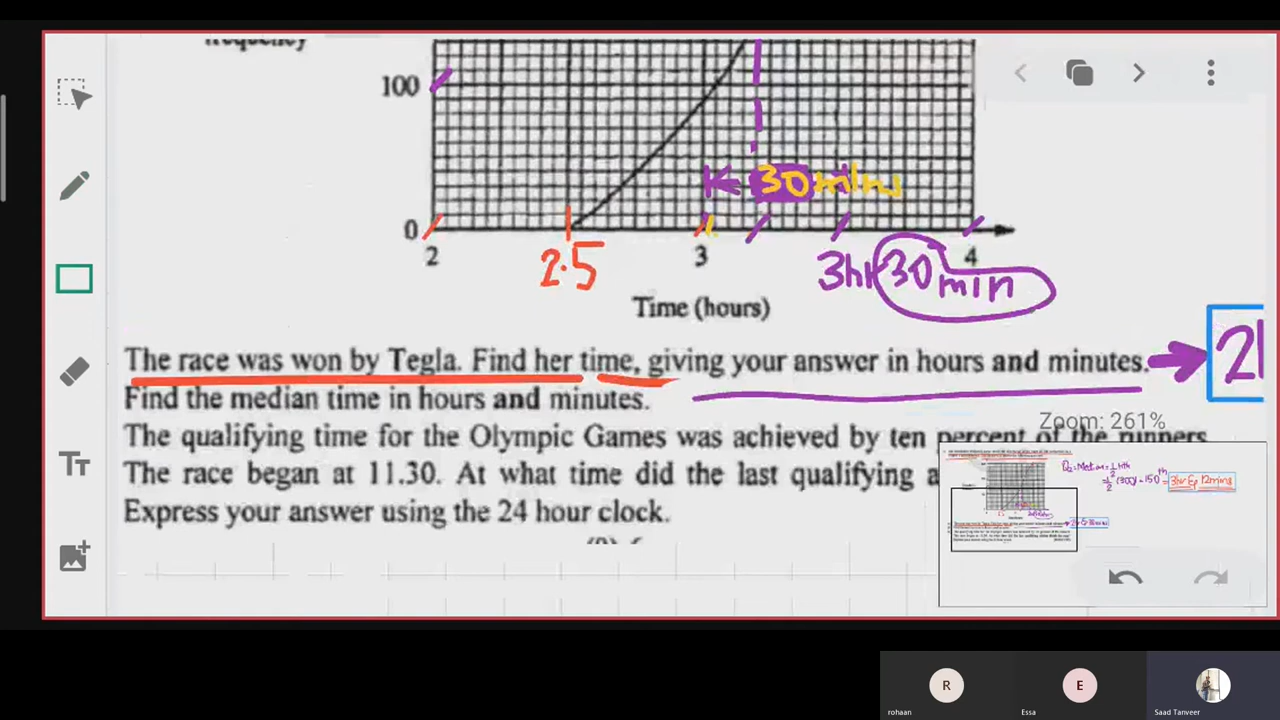 frequency
100
30 mins
0
2
2.5
3
3hr 30 min
4
Time (hours)
The race was won by Tegla. Find her time, giving your answer in hours and minutes.
2
Find the median time in hours and minutes.
Zoom: 261%
The qualifying time for the Olympic Games was achieved by ten percent of the runners
The race began at 11.30. At what time did the last qualifying a
Express your answer using the 24 hour clock.
Tт
R
E
rohaan
Essa
Saad Tanveer